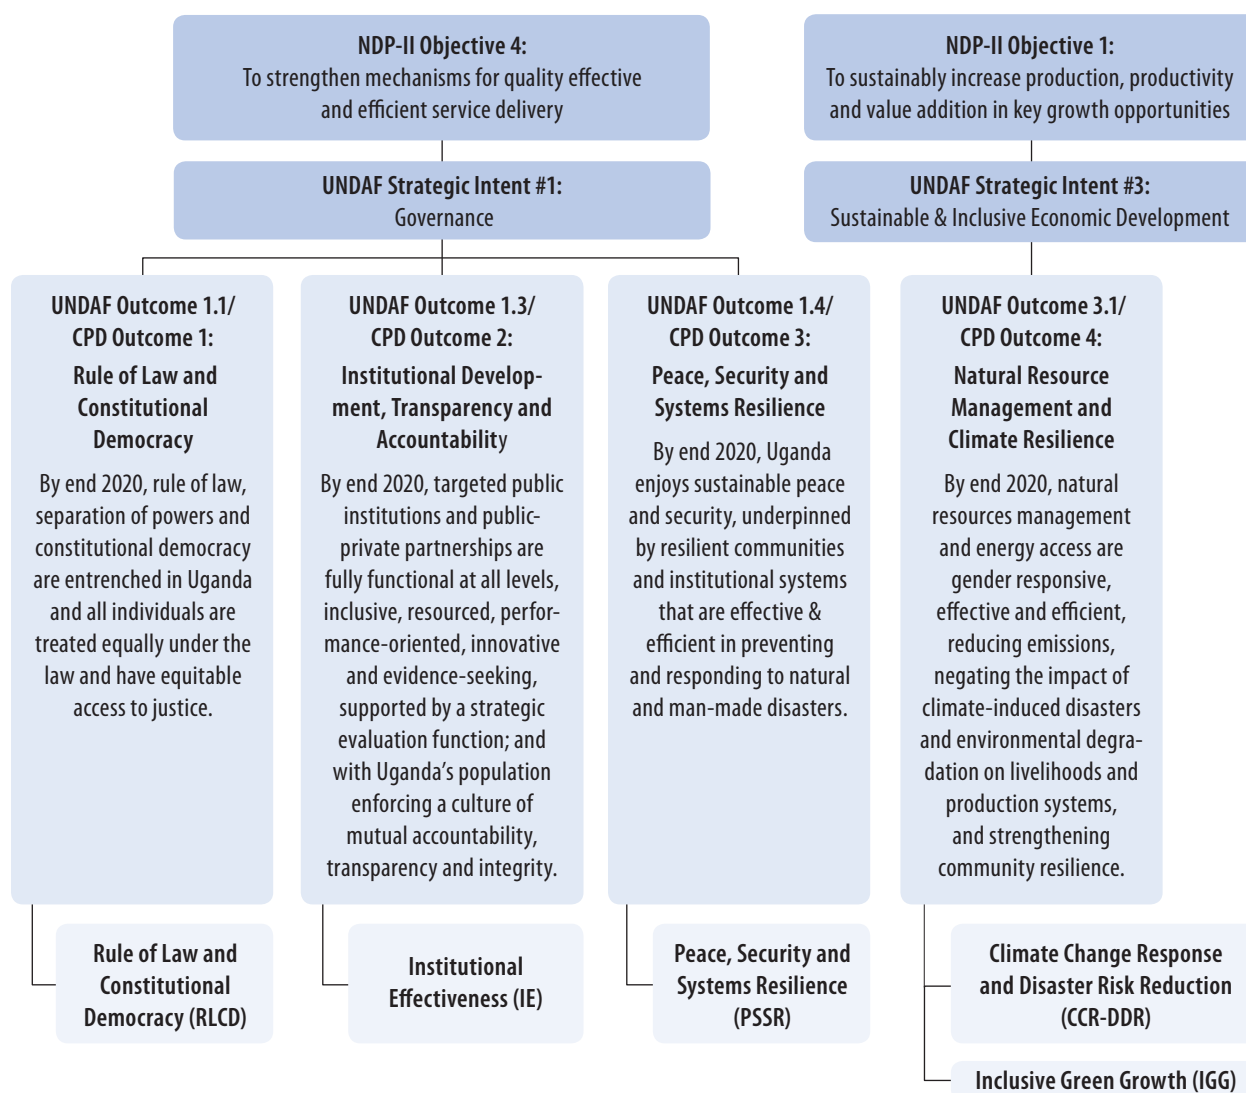 NDP-II Objective 4:
To strengthen mechanisms for quality effective
and efficient service delivery
NDP-II Objective 1:
To sustainably increase production, productivity
and value addition in key growth opportunities
UNDAF Strategic Intent #1:
Governance
UNDAF Strategic Intent #3:
Sustainable & Inclusive Economic Development
UNDAF Outcome 1.1/
CPD Outcome 1:
Rule of Law and
Constitutional
Democracy
By end 2020, rule of law,
separation of powers and
constitutional democracy
are entrenched in Uganda
and all individuals are
treated equally under the
law and have equitable
access to justice.
UNDAF Outcome 1.3/
CPD Outcome 2:
Institutional Develop-
ment, Transparency and
Accountability
By end 2020, targeted public
institutions and public-
private partnerships are
fully functional at all levels,
inclusive, resourced, perfor-
mance-oriented, innovative
and evidence-seeking,
supported by a strategic
evaluation function; and
with Uganda's population
enforcing a culture of
mutual accountability,
transparency and integrity.
UNDAF Outcome 1.4/
CPD Outcome 3:
Peace, Security and
Systems Resilience
By end 2020, Uganda
enjoys sustainable peace
and security, underpinned
by resilient communities
and institutional systems
that are effective &
efficient in preventing
and responding to natural
and man-made disasters.
UNDAF Outcome 3.1/
CPD Outcome 4:
Natural Resource
Management and
Climate Resilience
By end 2020, natural
resources management
and energy access are
gender responsive,
effective and efficient,
reducing emissions,
negating the impact of
climate-induced disasters
and environmental degra-
dation on livelihoods and
production systems,
and strengthening
community resilience.
Rule of Law and
Constitutional
Democracy (RLCD)
Institutional
Effectiveness (IE)
Peace, Security and
Systems Resilience
(PSSR)
Climate Change Response
and Disaster Risk Reduction
(CCR-DDR)
Inclusive Green Growth (IGG)